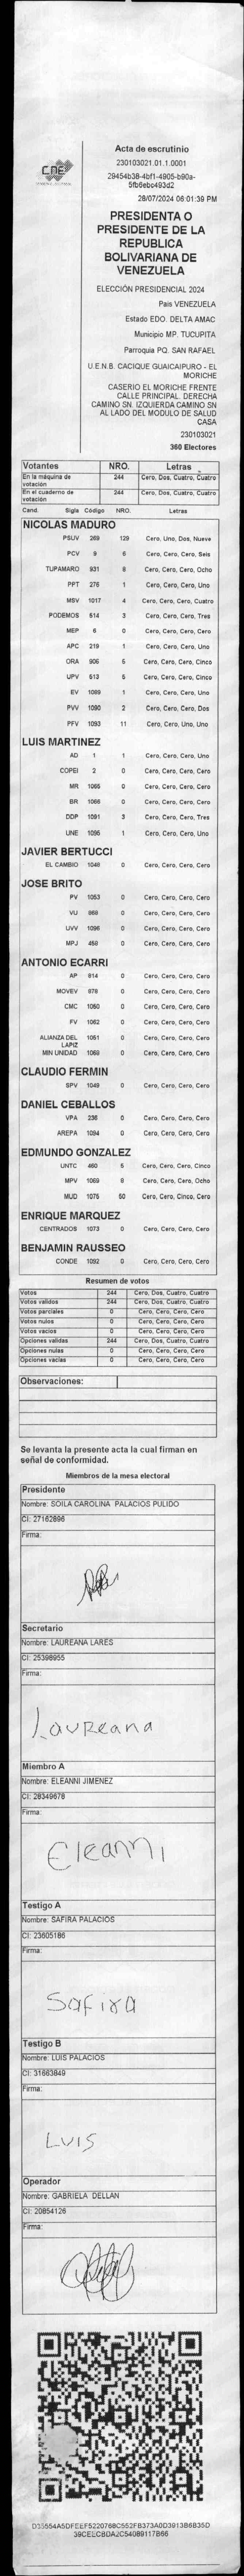 CNE
Acta de escrutinio
230103021.01.1.0001
29454b38-4bf1-4905-b90a-
5fb6ebc493d2
28/07/2024 06:01:39 PM
PRESIDENTA O
PRESIDENTE DE LA
REPUBLICA
BOLIVARIANA DE
VENEZUELA
ELECCIÓN PRESIDENCIAL 2024
Pais VENEZUELA
Estado EDO. DELTA AMAC
Municipio MP. TUCUPITA
Parroquia PQ. SAN RAFAEL
U.E.N.B. CACIQUE GUAICAIPURO - EL
MORICHE
CASERIO EL MORICHE FRENTE
CALLE PRINCIPAL. DERECHA
CAMINO SN. IZQUIERDA CAMINO SN
AL LADO DEL MODULO DE SALUD
CASA
230103021
360 Electores
Votantes NRO. Letras
En la máquina de votación 244 Cero, Dos, Cuatro, Cuatro
En el cuaderno de votación 244 Cero, Dos, Cuatro, Cuatro
Cand. Sigla Código NRO. Letras
NICOLAS MADURO
PSUV 269 129 Cero, Uno, Dos, Nueve
PCV 9 6 Cero, Cero, Cero, Seis
TUPAMARO 931 8 Cero, Cero, Cero, Ocho
PPT 276 1 Cero, Cero, Cero, Uno
MSV 1017 4 Cero, Cero, Cero, Cuatro
PODEMOS 514 3 Cero, Cero, Cero, Tres
MEP 6 0 Cero, Cero, Cero, Cero
APC 219 1 Cero, Cero, Cero, Uno
ORA 906 5 Cero, Cero, Cero, Cinco
UPV 513 5 Cero, Cero, Cero, Cinco
EV 1089 1 Cero, Cero, Cero, Uno
PVV 1090 2 Cero, Cero, Cero, Dos
PFV 1093 11 Cero, Cero, Uno, Uno
LUIS MARTINEZ
AD 1 1 Cero, Cero, Cero, Uno
COPEI 2 0 Cero, Cero, Cero, Cero
MR 1065 0 Cero, Cero, Cero, Cero
BR 1066 0 Cero, Cero, Cero, Cero
DDP 1091 3 Cero, Cero, Cero, Tres
UNE 1095 1 Cero, Cero, Cero, Uno
JAVIER BERTUCCI
EL CAMBIO 1048 0 Cero, Cero, Cero, Cero
JOSE BRITO
PV 1053 0 Cero, Cero, Cero, Cero
VU 868 0 Cero, Cero, Cero, Cero
UVV 1096 0 Cero, Cero, Cero, Cero
MPJ 459 0 Cero, Cero, Cero, Cero
ANTONIO ECARRI
AP 814 0 Cero, Cero, Cero, Cero
MOVEV 878 0 Cero, Cero, Cero, Cero
CMC 1050 0 Cero, Cero, Cero, Cero
FV 1062 0 Cero, Cero, Cero, Cero
ALIANZA DEL LAPIZ 1051 0 Cero, Cero, Cero, Cero
MIN UNIDAD 1068 0 Cero, Cero, Cero, Cero
CLAUDIO FERMIN
SPV 1049 0 Cero, Cero, Cero, Cero
DANIEL CEBALLOS
VPA 236 0 Cero, Cero, Cero, Cero
AREPA 1094 0 Cero, Cero, Cero, Cero
EDMUNDO GONZALEZ
UNTC 460 5 Cero, Cero, Cero, Cinco
MPV 1069 8 Cero, Cero, Cero, Ocho
MUD 1075 50 Cero, Cero, Cinco, Cero
ENRIQUE MARQUEZ
CENTRADOS 1073 0 Cero, Cero, Cero, Cero
BENJAMIN RAUSSEO
CONDE 1092 0 Cero, Cero, Cero, Cero
Resumen de votos
Votos 244 Cero, Dos, Cuatro, Cuatro
Votos validos 244 Cero, Dos, Cuatro, Cuatro
Votos parciales 0 Cero, Cero, Cero, Cero
Votos nulos 0 Cero, Cero, Cero, Cero
Votos vacios 0 Cero, Cero, Cero, Cero
Opciones validas 244 Cero, Dos, Cuatro, Cuatro
Opciones nulas 0 Cero, Cero, Cero, Cero
Opciones vacias 0 Cero, Cero, Cero, Cero
Observaciones:
Se levanta la presente acta la cual firman en
señal de conformidad.
Miembros de la mesa electoral
Presidente
Nombre: SOILA CAROLINA PALACIOS PULIDO
CI: 27162896
Firma:
Secretario
Nombre: LAUREANA LARES
CI: 25398955
Firma:
Laureana
Miembro A
Nombre: ELEANNI JIMENEZ
CI: 28349678
Firma:
Eleanni
Testigo A
Nombre: SAFIRA PALACIOS
CI: 23605186
Firma:
Safira
Testigo B
Nombre: LUIS PALACIOS
CI: 31663849
Firma:
LUIS
Operador
Nombre: GABRIELA DELLAN
CI: 20854126
Firma:
D35554A5DFEEF5220768C552FB373A0D3913B6B35D
39CEECBDA2C54089117B66